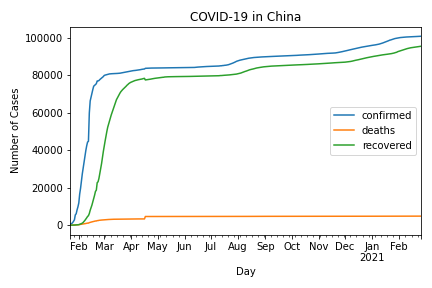 COVID-19 in China
Number of Cases
100000
80000
60000
40000
20000
0
confirmed
deaths
recovered
Feb Mar Apr May Jun Jul Aug Sep Oct Nov Dec Jan Feb
2021
Day